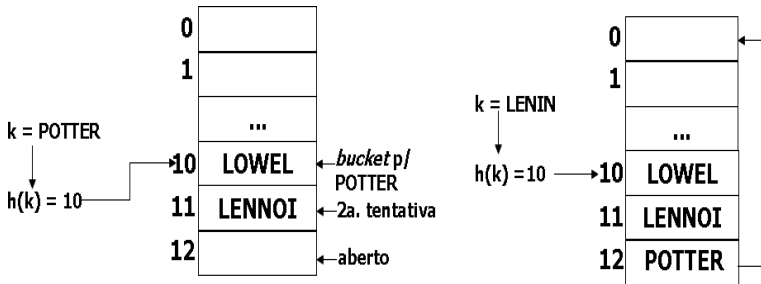 0
1
...
k = POTTER
h(k) = 10
10 LOWEL
bucket p/
POTTER
11 LENNOI
2a. tentativa
12
aberto
0
1
...
k = LENIN
h(k) = 10
10 LOWEL
11 LENNOI
12 POTTER